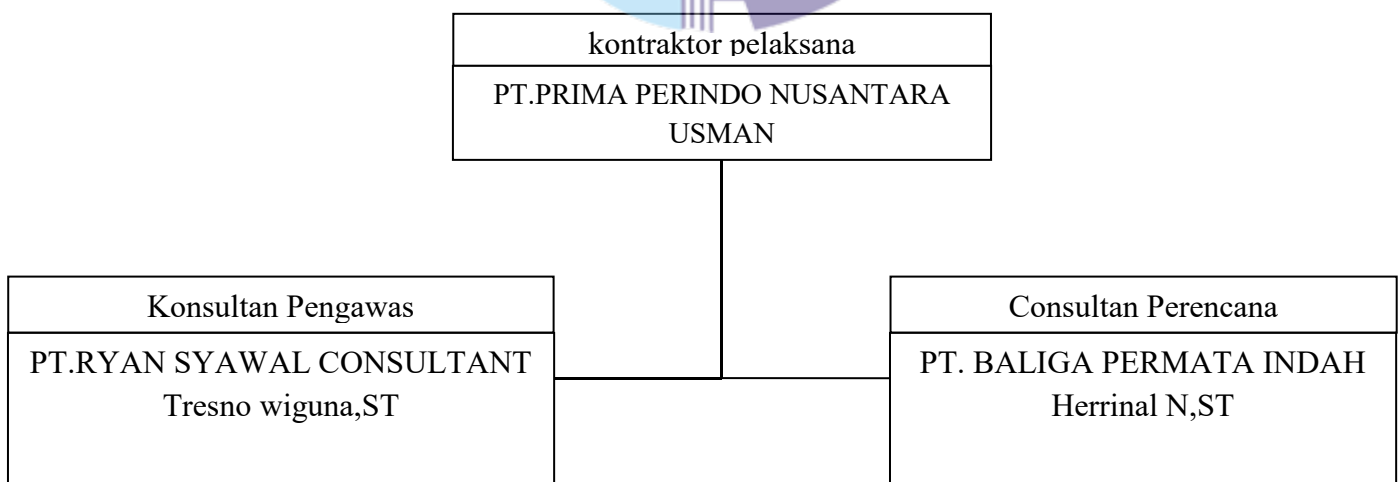 kontraktor pelaksana
PT.PRIMA PERINDO NUSANTARA
USMAN
Konsultan Pengawas
PT.RYAN SYAWAL CONSULTANT
Tresno wiguna,ST
Consultan Perencana
PT. BALIGA PERMATA INDAH
Herrinal N,ST